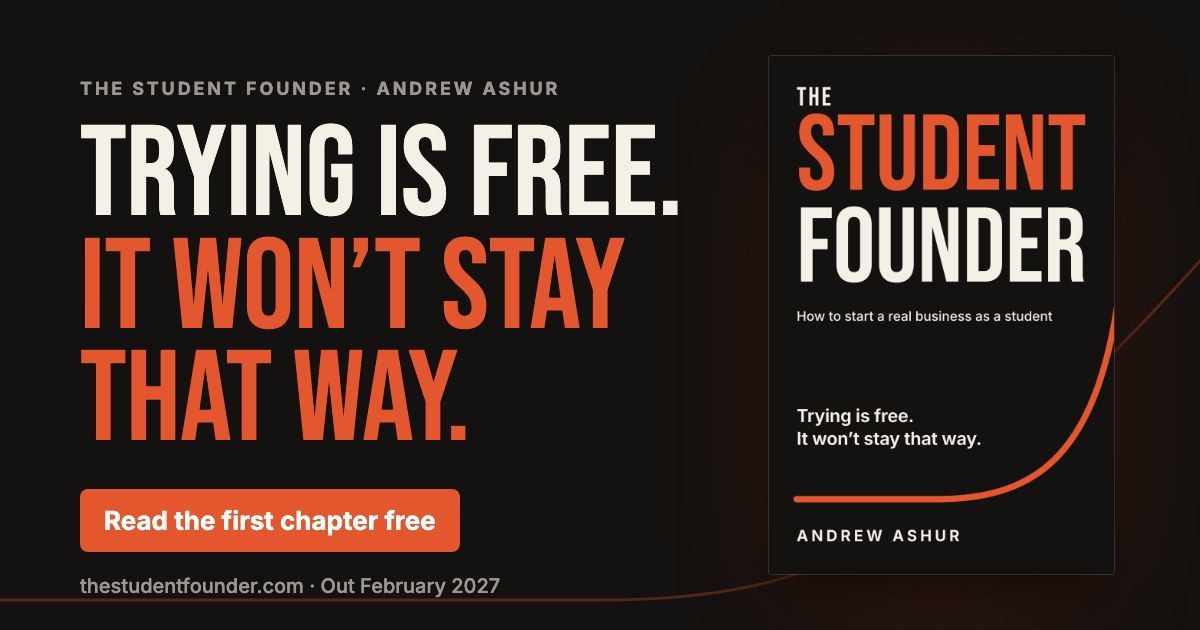 THE STUDENT FOUNDER · ANDREW ASHUR
TRYING IS FREE.
IT WON’T STAY
THAT WAY.
Read the first chapter free
thestudentfounder.com · Out February 2027
THE
STUDENT
FOUNDER
How to start a real business as a student
Trying is free.
It won’t stay that way.
ANDREW ASHUR